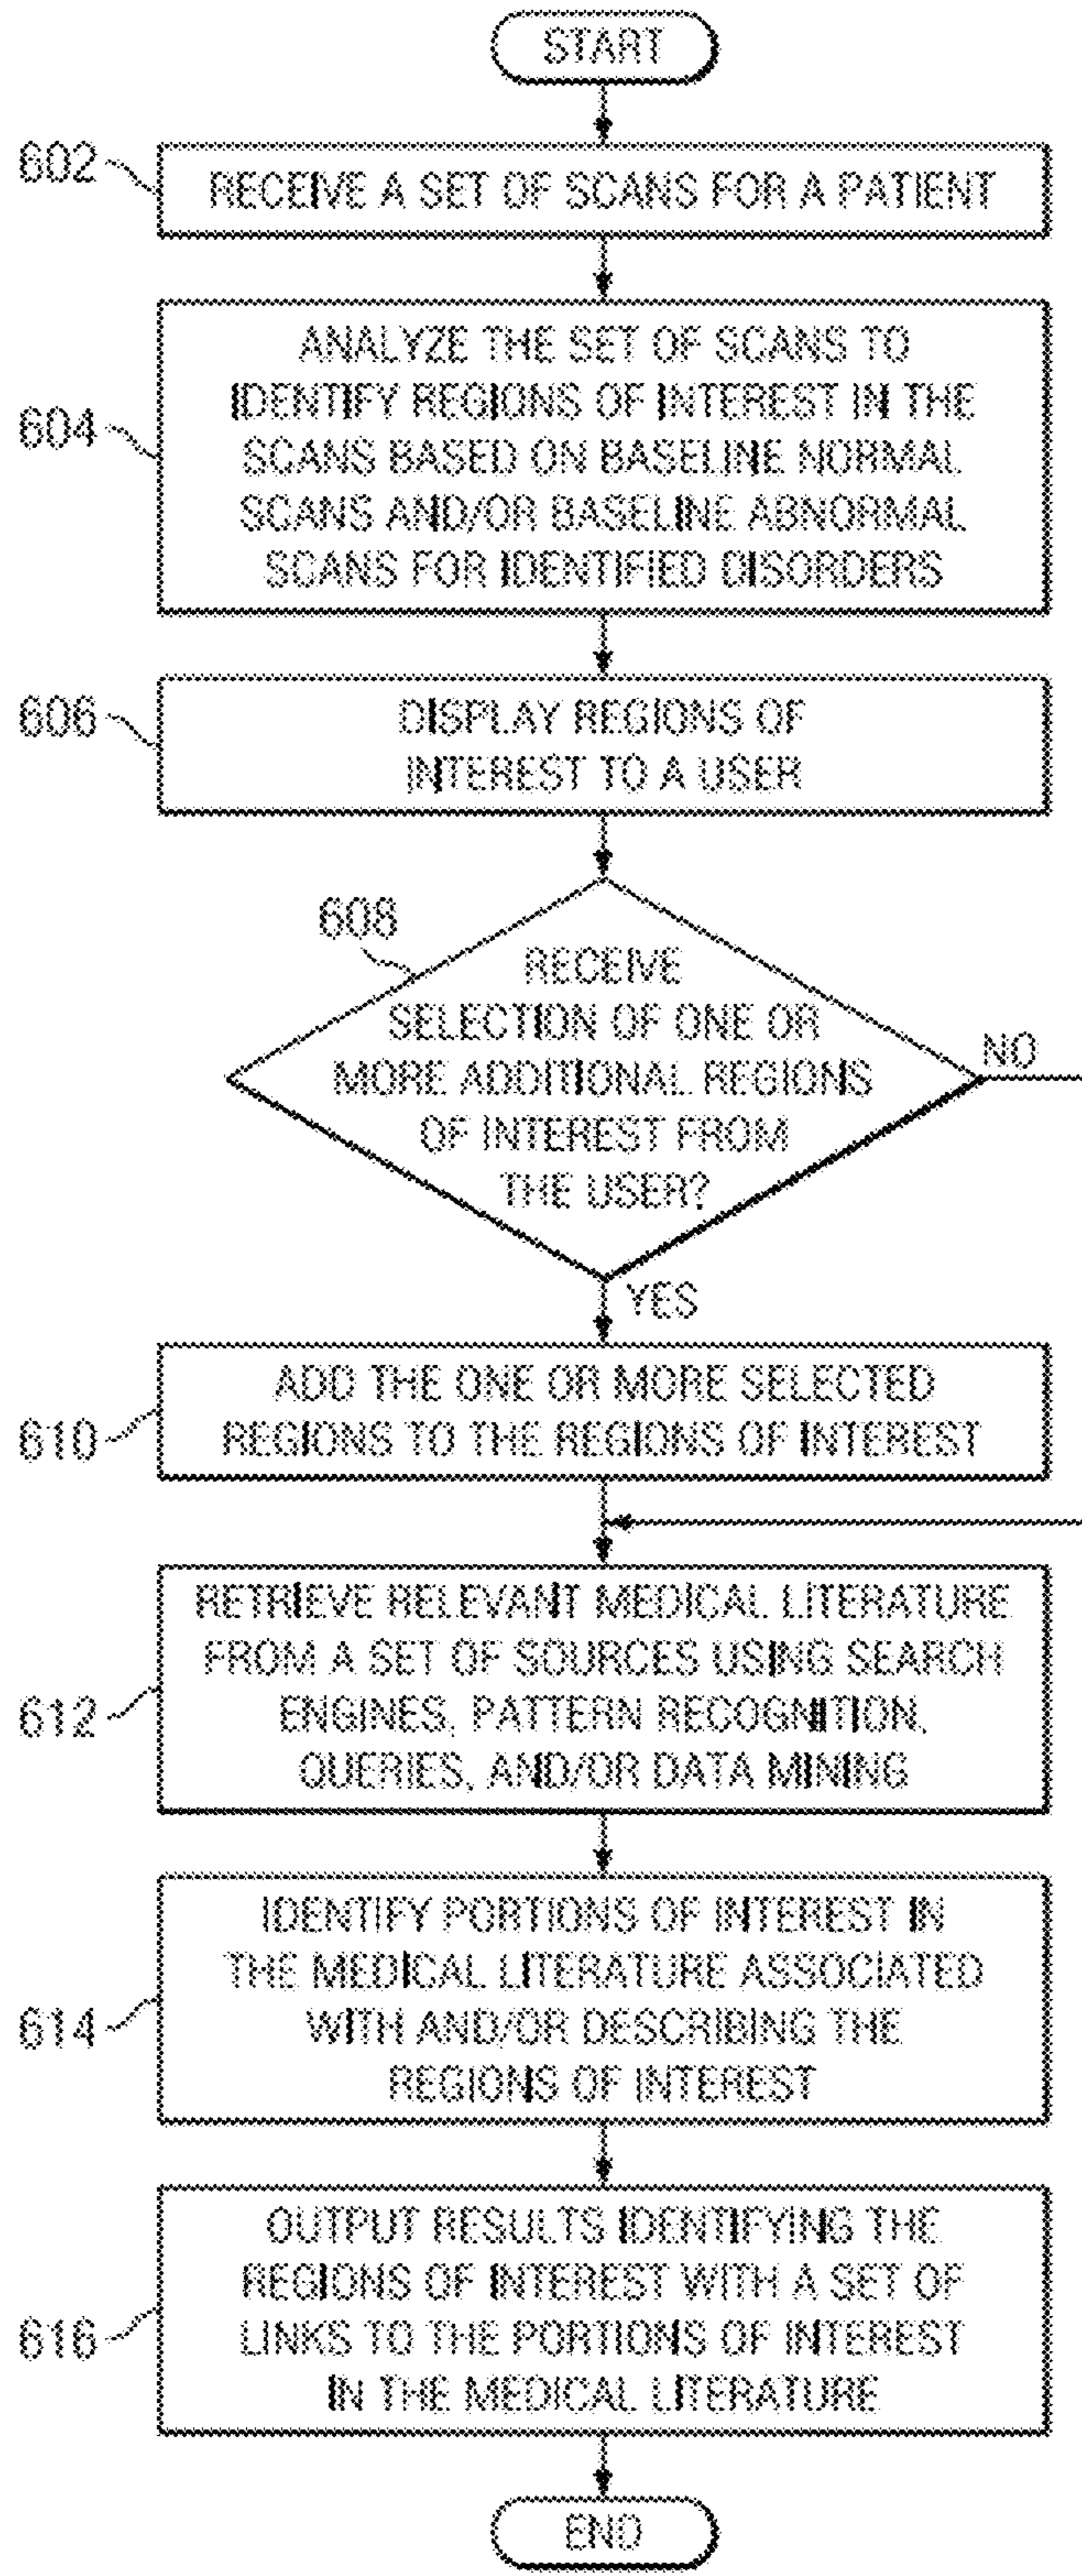 START
602
RECEIVE A SET OF SCANS FOR A PATIENT
604
ANALYZE THE SET OF SCANS TO
IDENTIFY REGIONS OF INTEREST IN THE
SCANS BASED ON BASELINE NORMAL
SCANS AND/OR BASELINE ABNORMAL
SCANS FOR IDENTIFIED DISORDERS
606
DISPLAY REGIONS OF
INTEREST TO A USER
608
RECEIVE
SELECTION OF ONE OR
MORE ADDITIONAL REGIONS
OF INTEREST FROM
THE USER?
NO
YES
610
ADD THE ONE OR MORE SELECTED
REGIONS TO THE REGIONS OF INTEREST
612
RETRIEVE RELEVANT MEDICAL LITERATURE
FROM A SET OF SOURCES USING SEARCH
ENGINES, PATTERN RECOGNITION,
QUERIES, AND/OR DATA MINING
614
IDENTIFY PORTIONS OF INTEREST IN
THE MEDICAL LITERATURE ASSOCIATED
WITH AND/OR DESCRIBING THE
REGIONS OF INTEREST
616
OUTPUT RESULTS IDENTIFYING THE
REGIONS OF INTEREST WITH A SET OF
LINKS TO THE PORTIONS OF INTEREST
IN THE MEDICAL LITERATURE
END